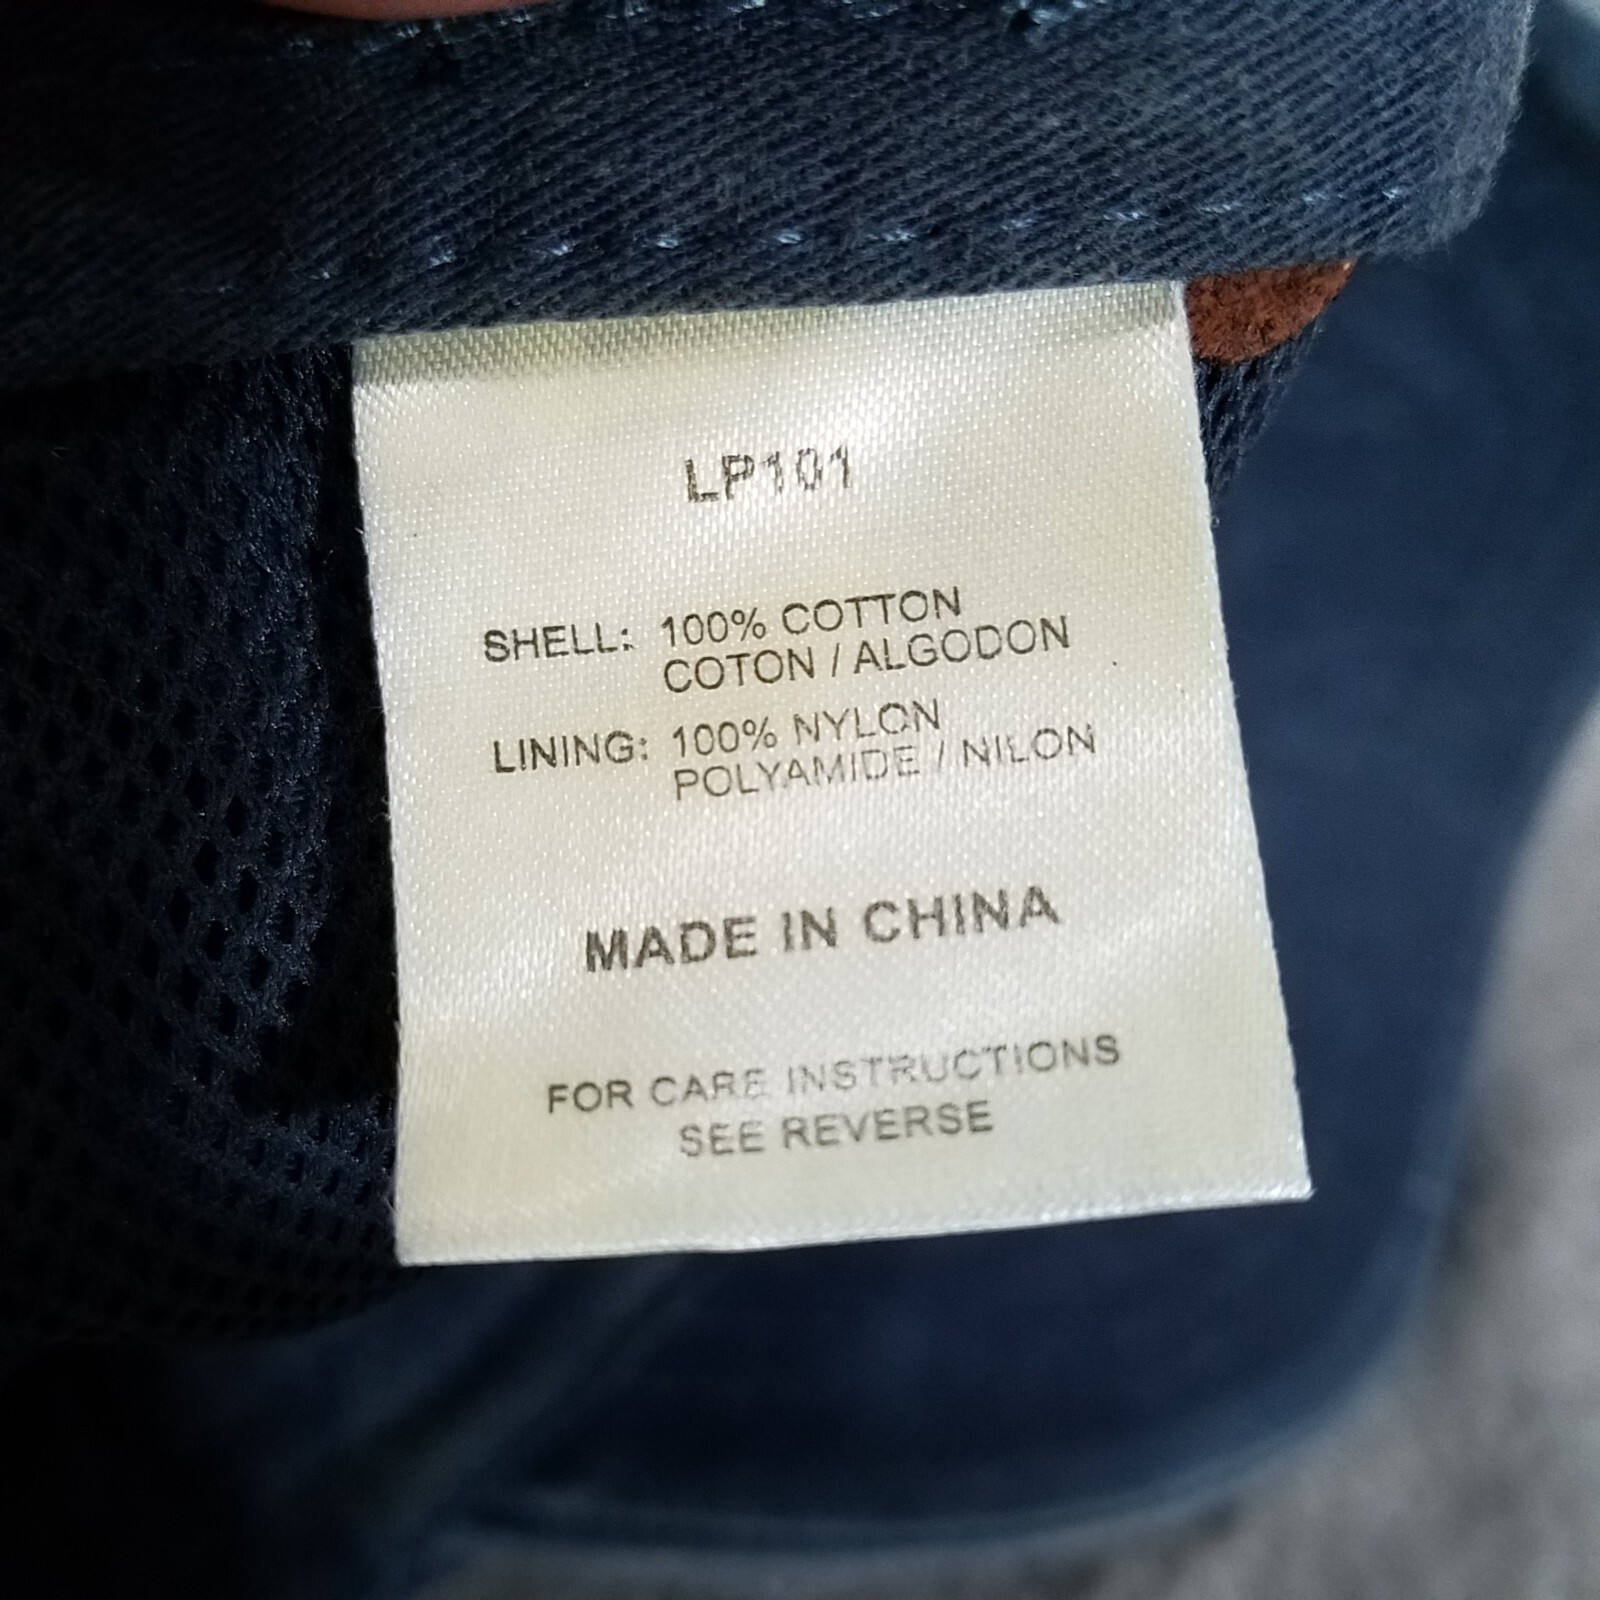 LP101
SHELL: 100% COTTON
COTON / ALGODON
LINING: 100% NYLON
POLYAMIDE / NILON
MADE IN CHINA
FOR CARE INSTRUCTIONS
SEE REVERSE